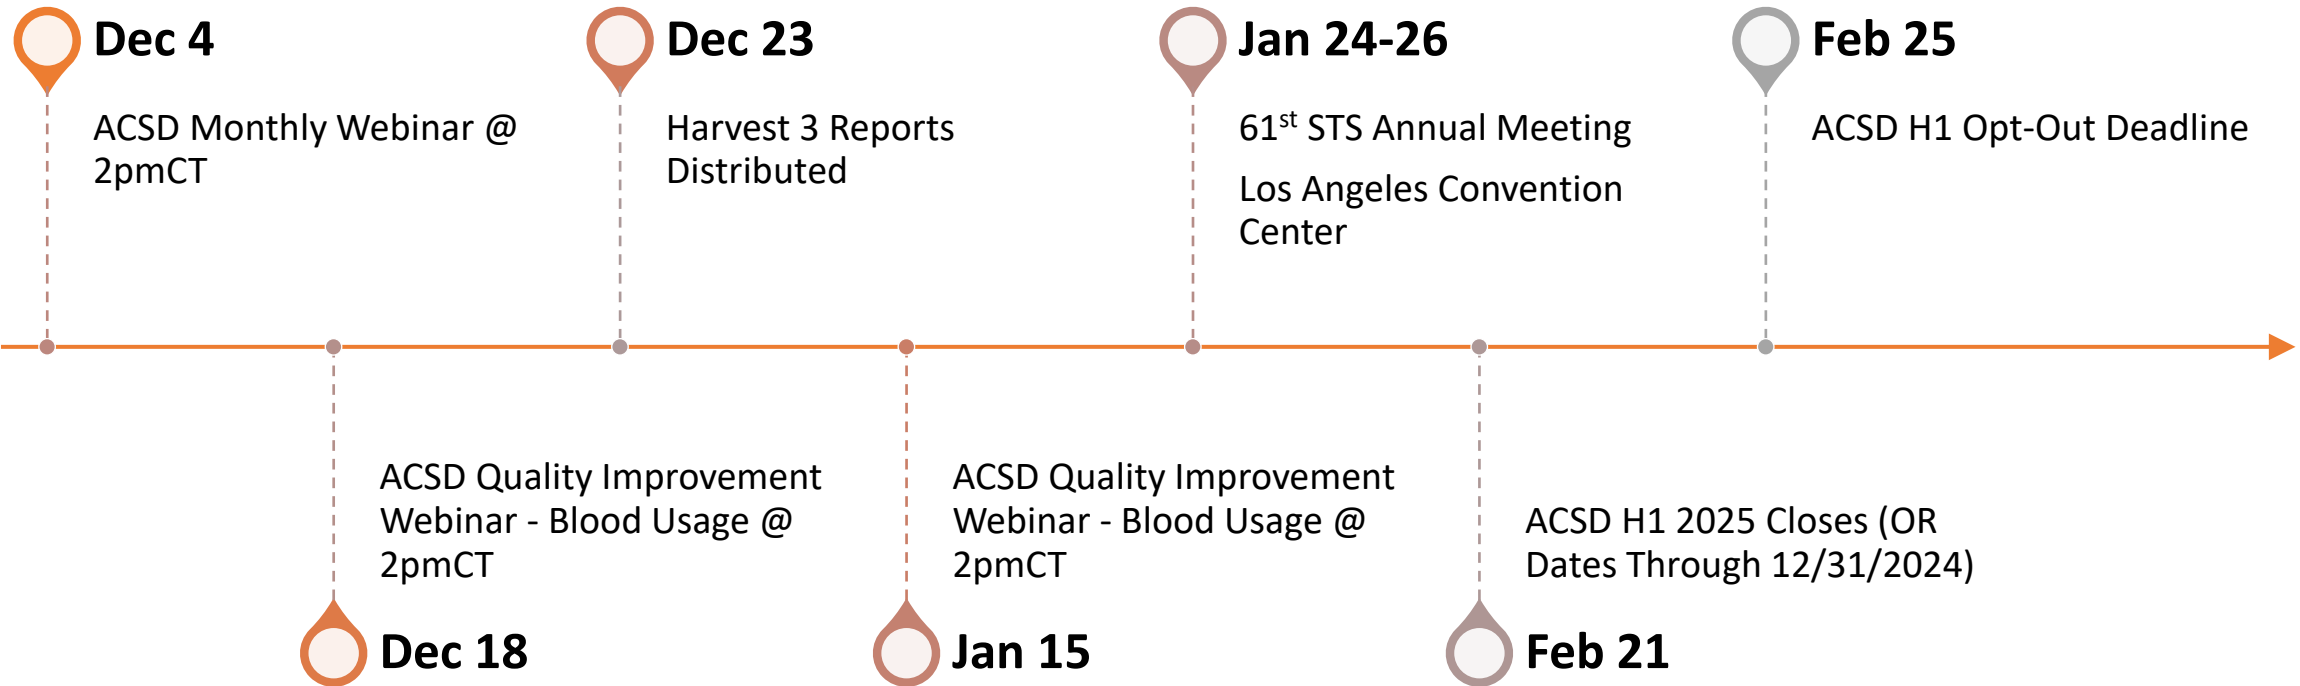 Dec 4
ACSD Monthly Webinar @
2pmCT
Dec 23
Harvest 3 Reports
Distributed
Jan 24-26
61st STS Annual Meeting
Los Angeles Convention
Center
Feb 25
ACSD H1 Opt-Out Deadline
ACSD Quality Improvement
Webinar - Blood Usage @
2pmCT
Dec 18
ACSD Quality Improvement
Webinar - Blood Usage @
2pmCT
Jan 15
ACSD H1 2025 Closes (OR
Dates Through 12/31/2024)
Feb 21